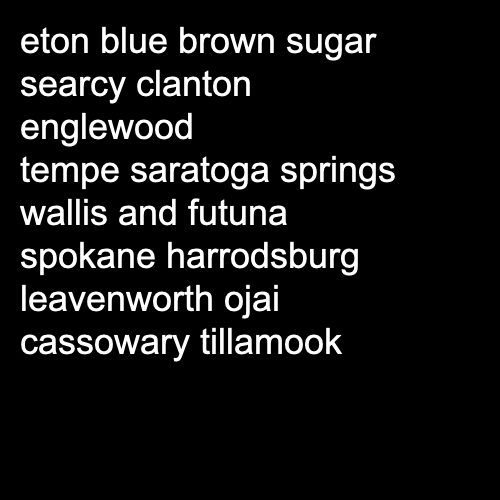 eton blue brown sugar
searcy clanton
englewood
tempe saratoga springs
wallis and futuna
spokane harrodsburg
leavenworth ojai
cassowary tillamook